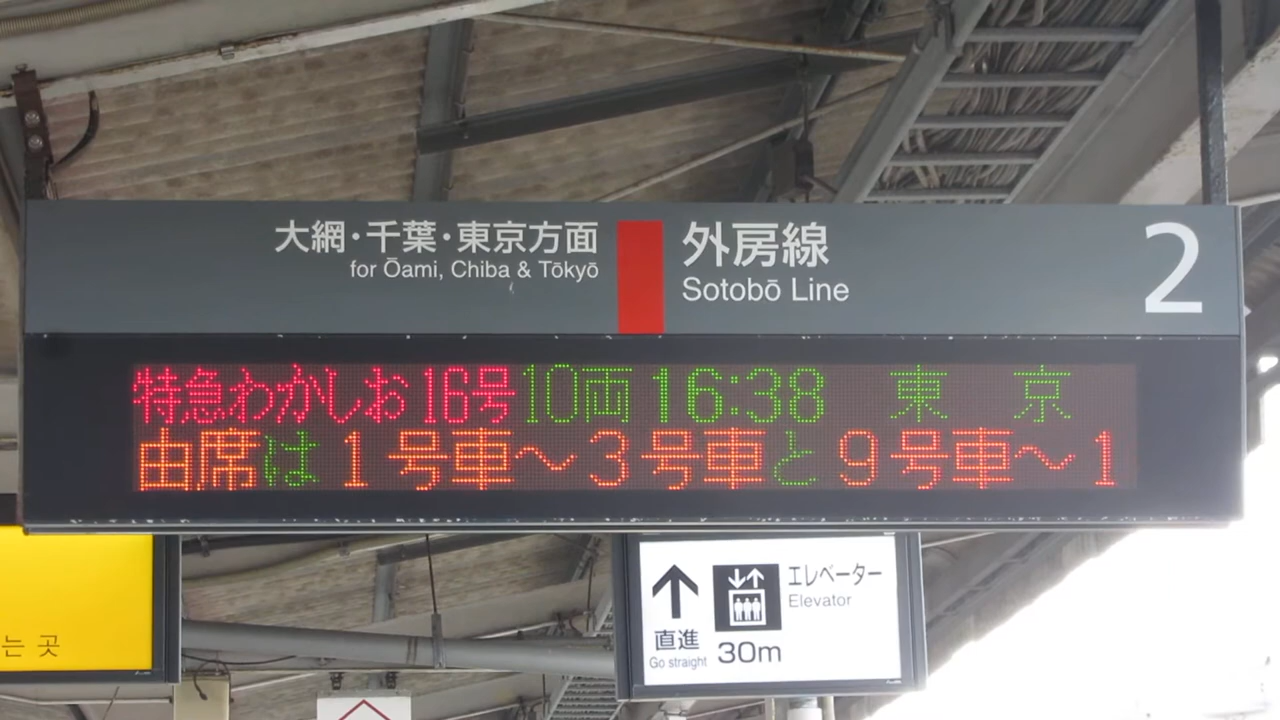 大網・千葉・東京方面
for Ōami, Chiba & Tōkyō
外房線
Sotobō Line
2
特急わかしお16号 10両 16:38 東 京
由席は 1号車～3号車と 9号車～1
는 곳
エレベーター
Elevator
直進
Go straight
30m